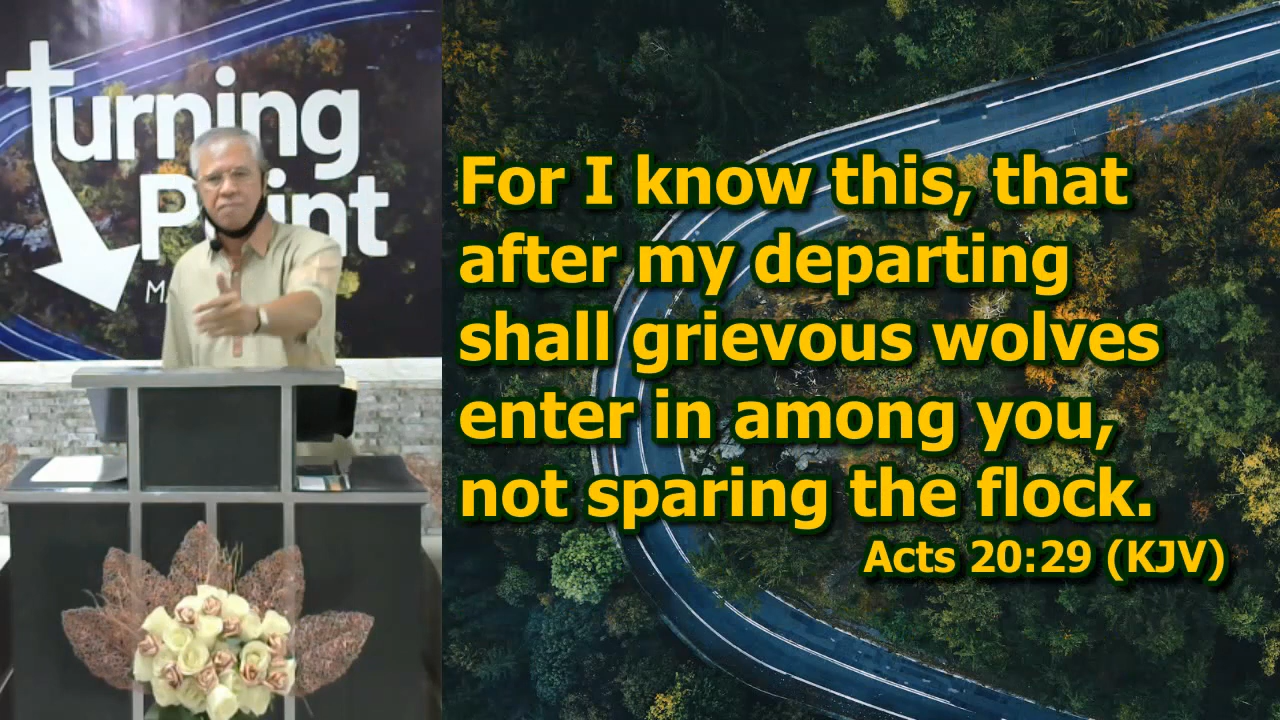 turning
Point
For I know this, that
after my departing
shall grievous wolves
enter in among you,
not sparing the flock.
Acts 20:29 (KJV)